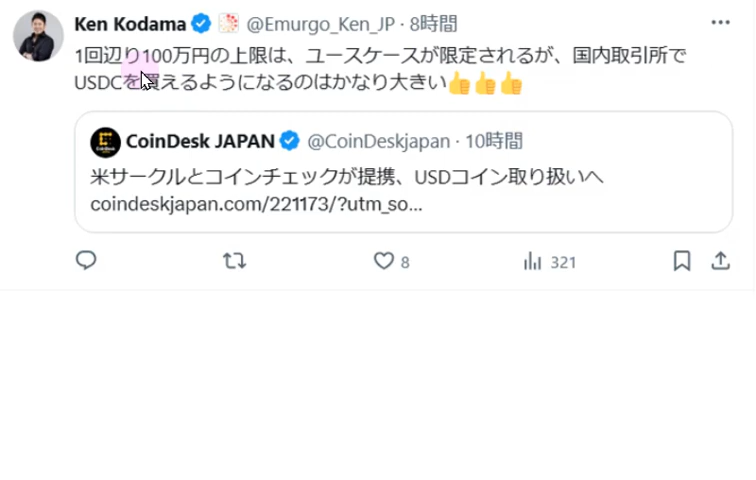 Ken Kodama @Emurgo_Ken_JP · 8時間
1回辺り100万円の上限は、ユースケースが限定されるが、国内取引所で
USDCを買えるようになるのはかなり大きい👍👍👍
CoinDesk JAPAN @CoinDeskjapan · 10時間
米サークルとコインチェックが提携、USDコイン取り扱いへ
coindeskjapan.com/221173/?utm_so...
8 321